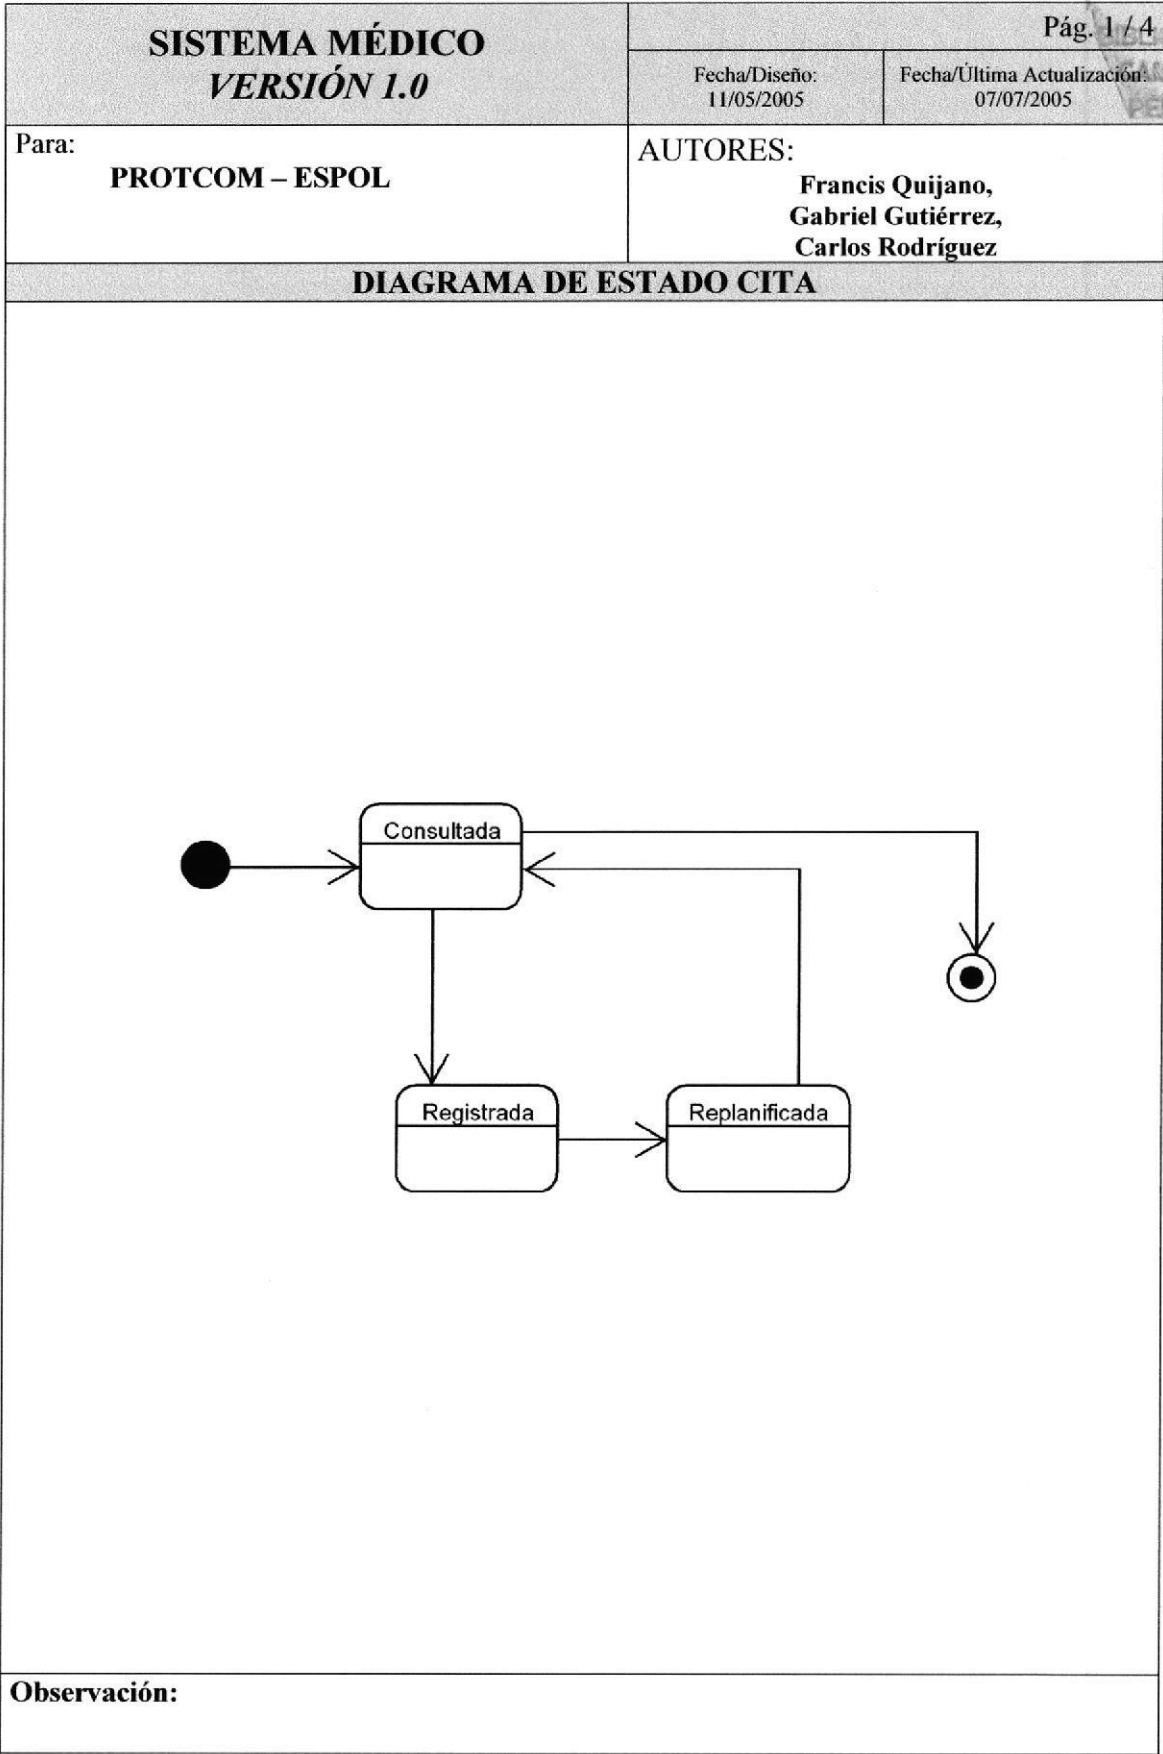 SISTEMA MÉDICO
VERSIÓN 1.0
Pág. 1 / 4
Fecha/Diseño:
11/05/2005
Fecha/Última Actualización:
07/07/2005
Para:
PROTCOM – ESPOL
AUTORES:
Francis Quijano,
Gabriel Gutiérrez,
Carlos Rodríguez
DIAGRAMA DE ESTADO CITA
Consultada
Registrada
Replanificada
Observación: